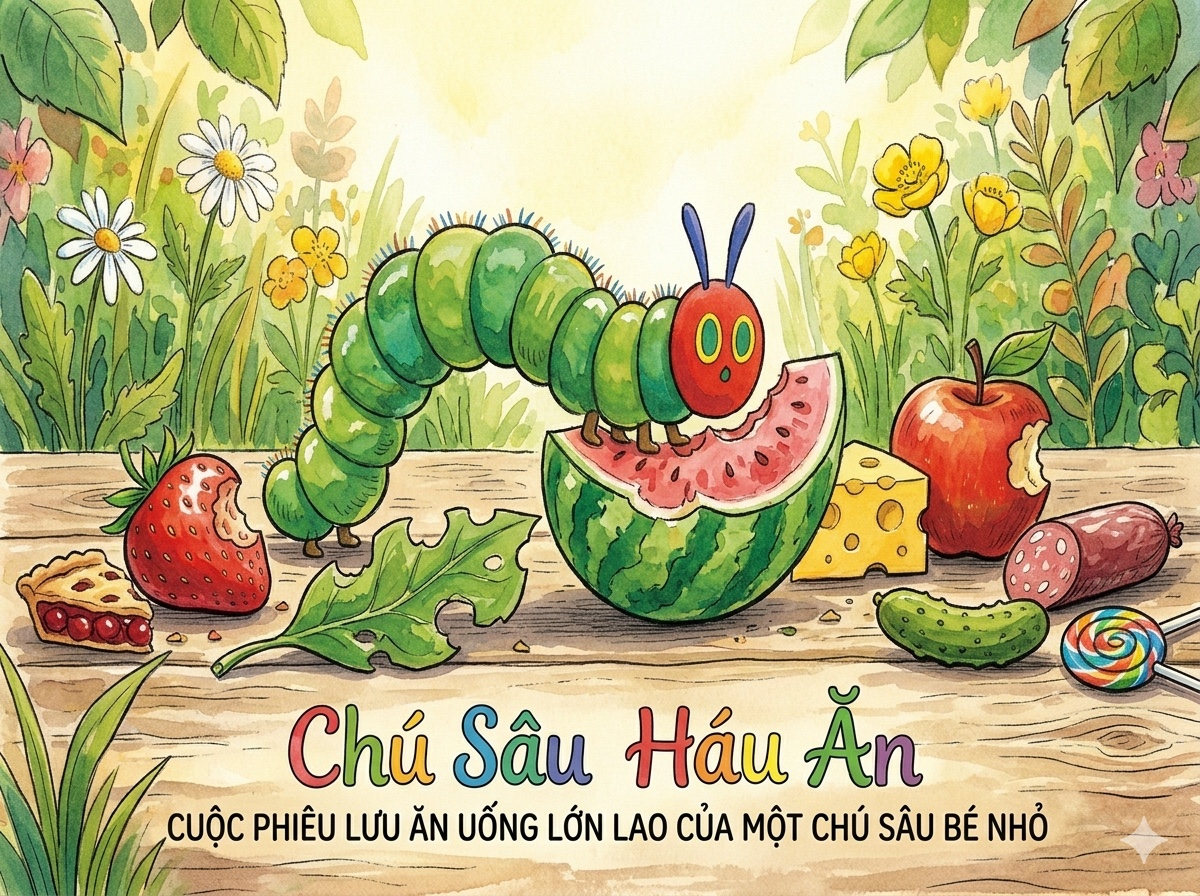 Chú Sâu Háu Ăn
CUỘC PHIÊU LƯU ĂN UỐNG LỚN LAO CỦA MỘT CHÚ SÂU BÉ NHỎ